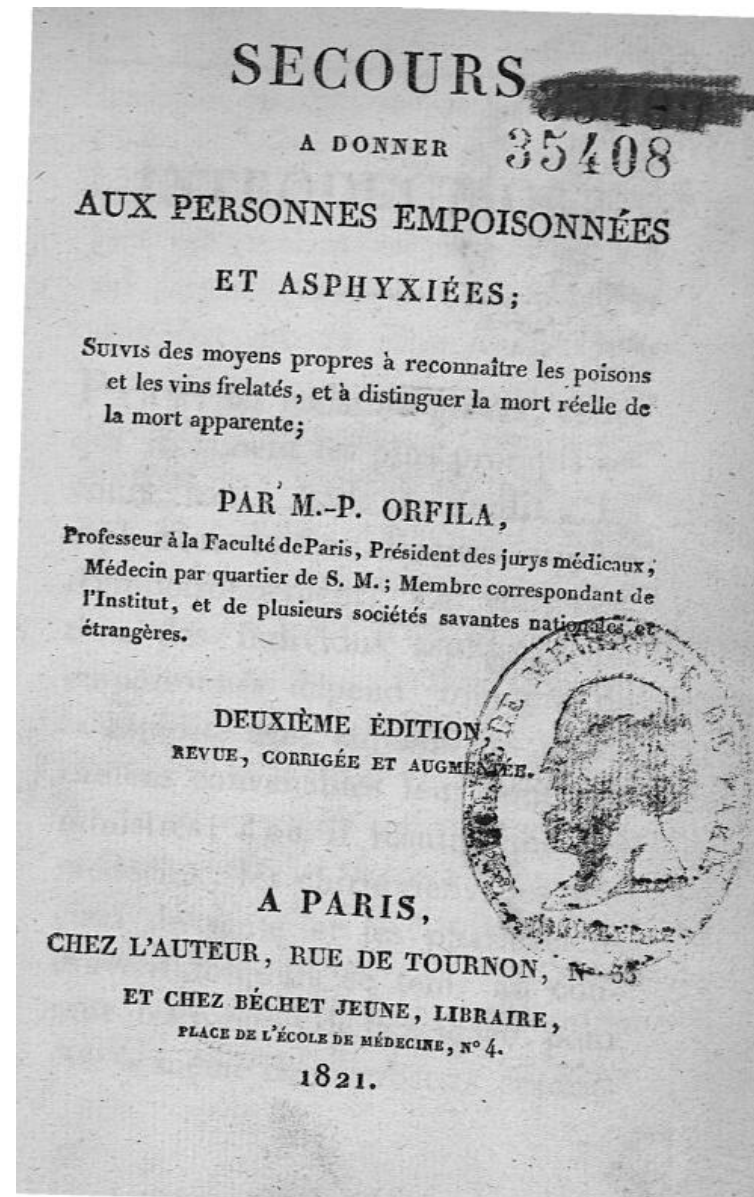 SECOURS
35408
A DONNER
AUX PERSONNES EMPOISONNÉES
ET ASPHYXIÉES;
SUIVIS des moyens propres à reconnaître les poisons
et les vins frelatés, et à distinguer la mort réelle de
la mort apparente;
PAR M.-P. ORFILA,
Professeur à la Faculté de Paris, Président des jurys médicaux,
Médecin par quartier de S. M.; Membre correspondant de
l'Institut, et de plusieurs sociétés savantes nationales et
étrangères.
DEUXIÈME ÉDITION,
REVUE, CORRIGÉE ET AUGMENTÉE.
DE MEDECINE DE PARIS
A PARIS,
CHEZ L'AUTEUR, RUE DE TOURNON, N°
ET CHEZ BÉCHET JEUNE, LIBRAIRE,
PLACE DE L'ÉCOLE DE MÉDECINE, N° 4.
1821.